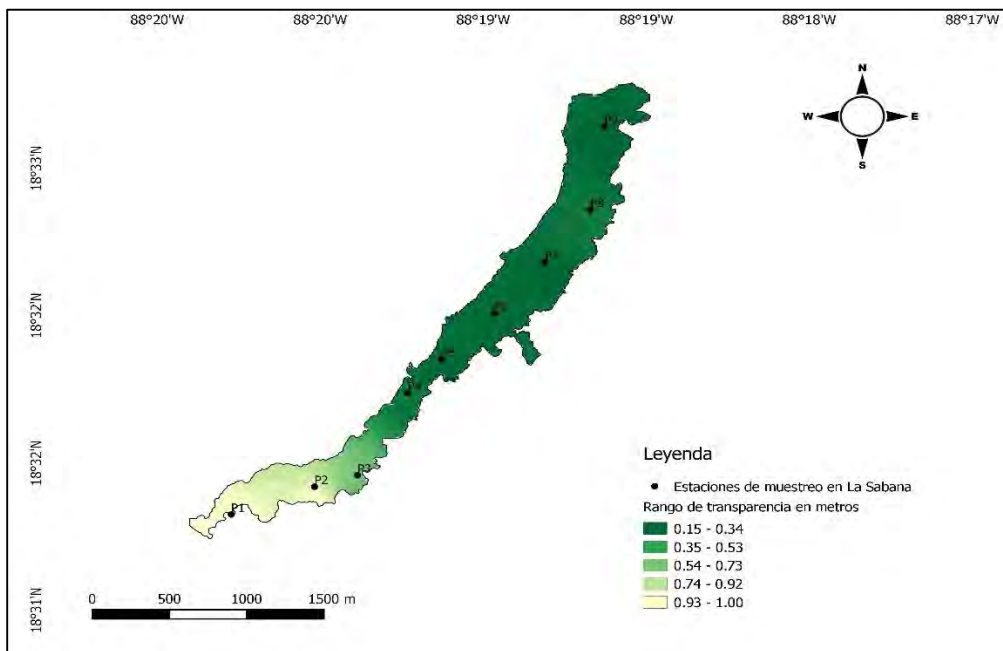 88°20'W 88°20'W 88°19'W 88°19'W 88°18'W 88°17'W
N
W E
S
18°33'N
P8
18°32'N
18°32'N
P3
P2
P1
18°31'N
Leyenda
Estaciones de muestreo en La Sabana
Rango de transparencia en metros
0.15 - 0.34
0.35 - 0.53
0.54 - 0.73
0.74 - 0.92
0.93 - 1.00
0 500 1000 1500 m